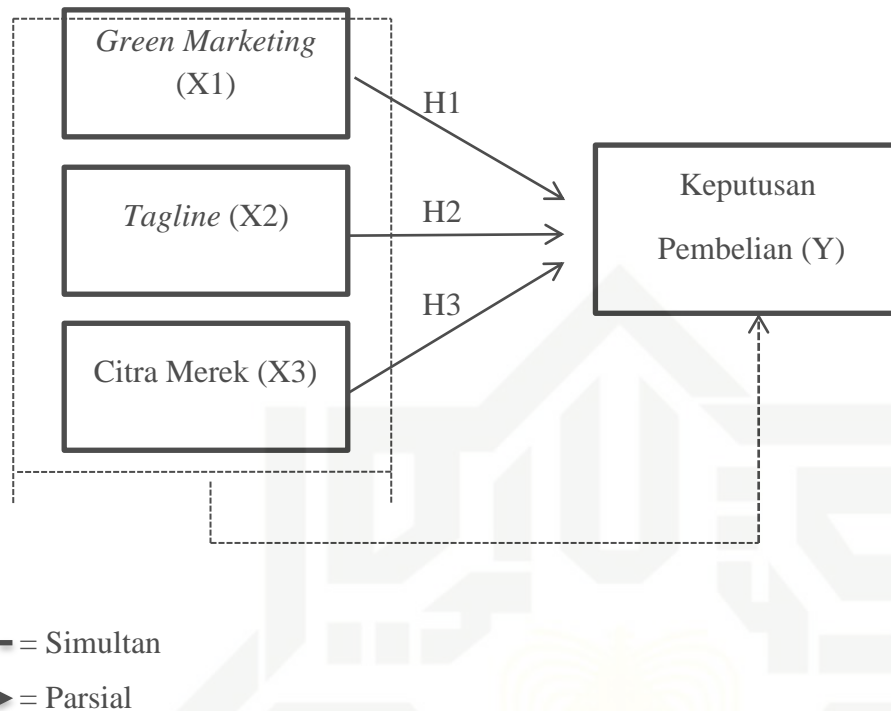 Green Marketing
(X1)
H1
Keputusan
Pembelian (Y)
Tagline (X2)
H2
H3
Citra Merek (X3)
= Simultan
= Parsial